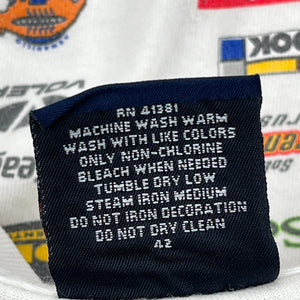 RN 41381
MACHINE WASH WARM
WASH WITH LIKE COLORS
ONLY NON-CHLORINE
BLEACH WHEN NEEDED
TUMBLE DRY LOW
STEAM IRON MEDIUM
DO NOT IRON DECORATION
DO NOT DRY CLEAN
42